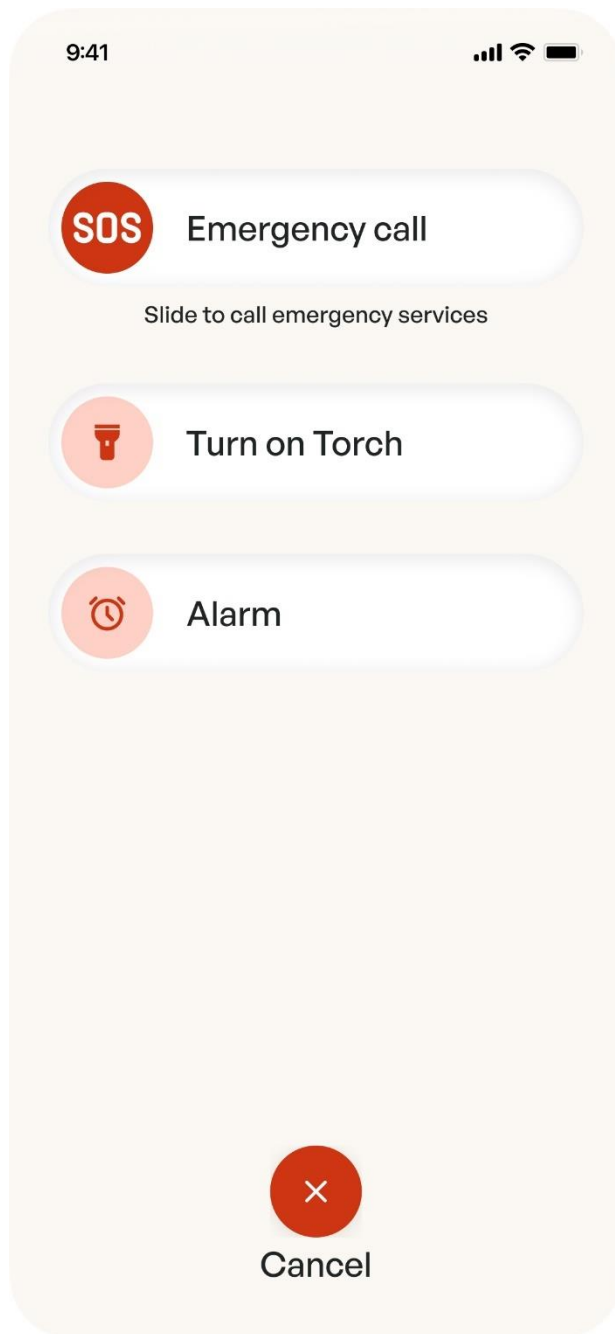 9:41
SOS
Emergency call
Slide to call emergency services
Turn on Torch
Alarm
Cancel